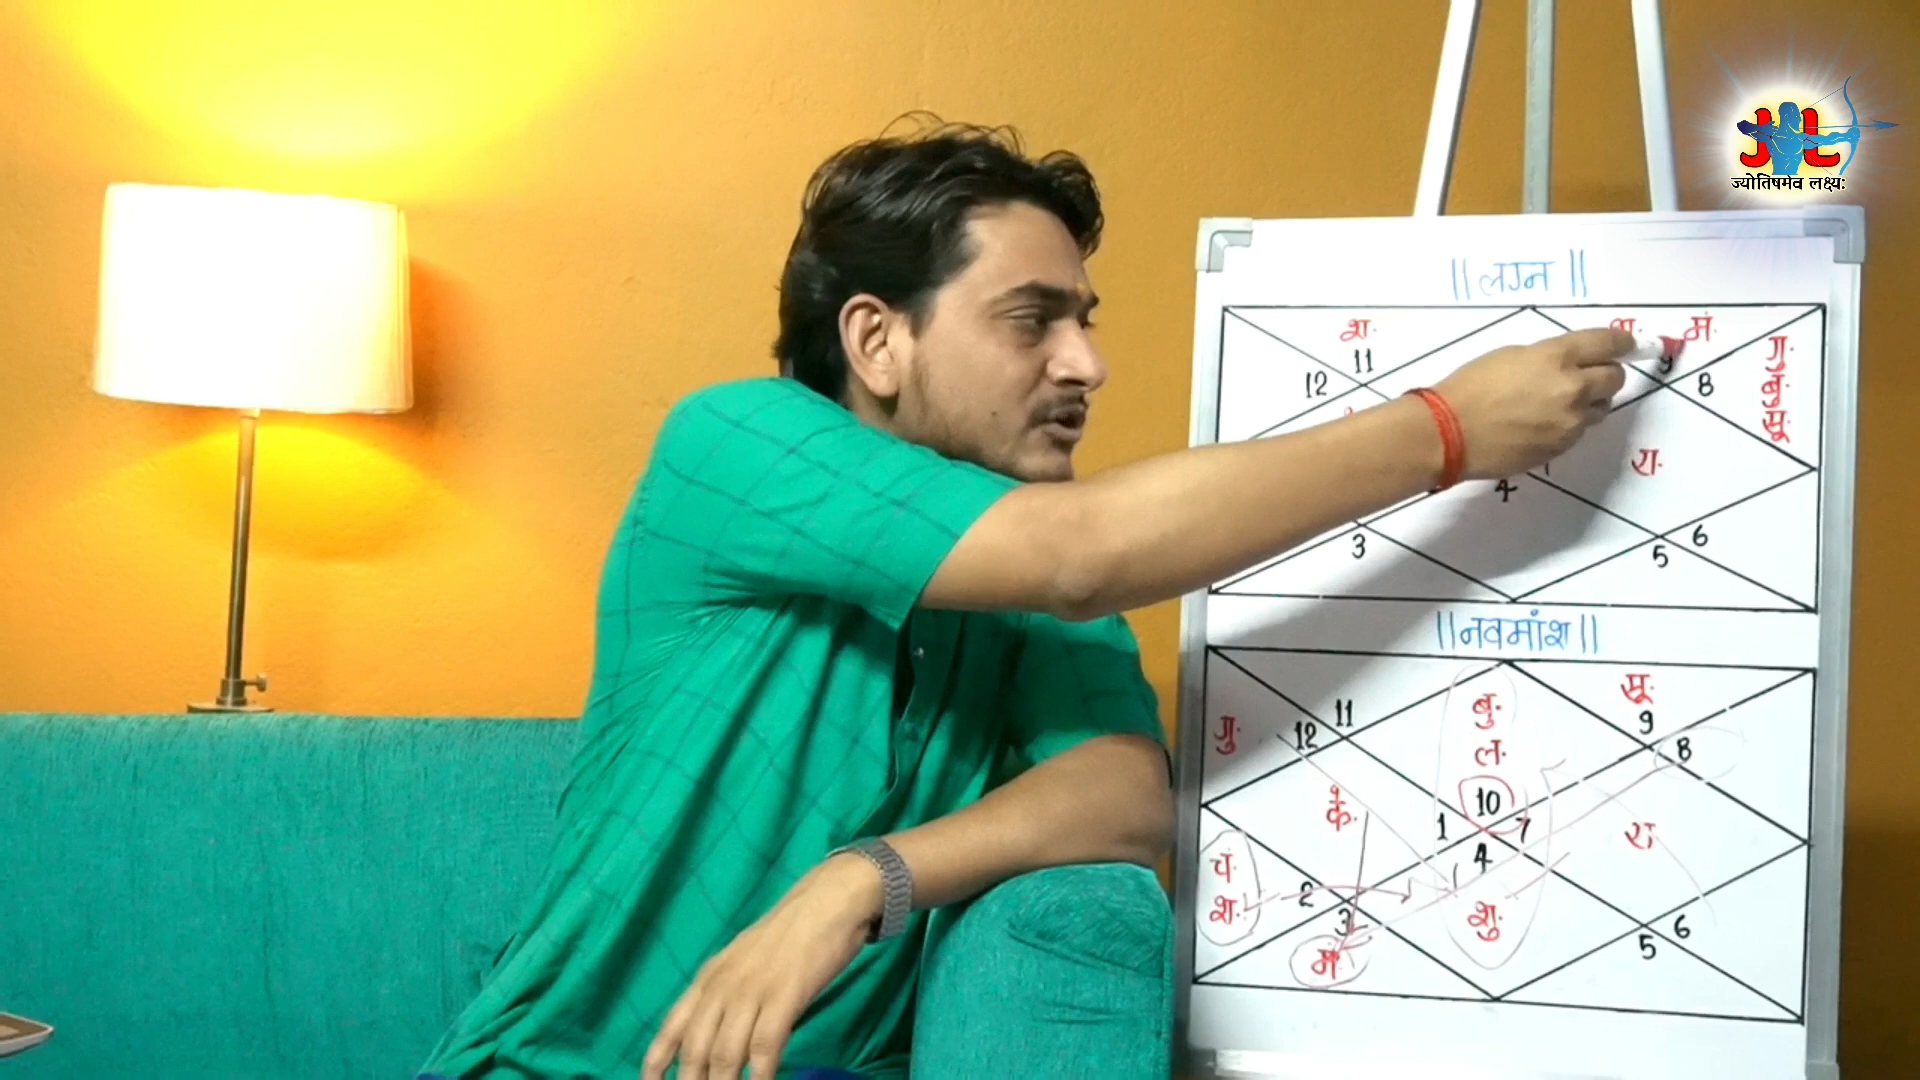 JL
ज्योतिषमेव लक्ष्य:
||लग्न||
श. मं.
11 9 गु.
12 8 बु.
सू.
रा.
4
3 5 6
||नवमांश||
सू.
बु. 9
गु. 12 11 ल. 8
के. 10
1 7 रा.
4
चं.
श. 2 शु.
3 5 6
मं.